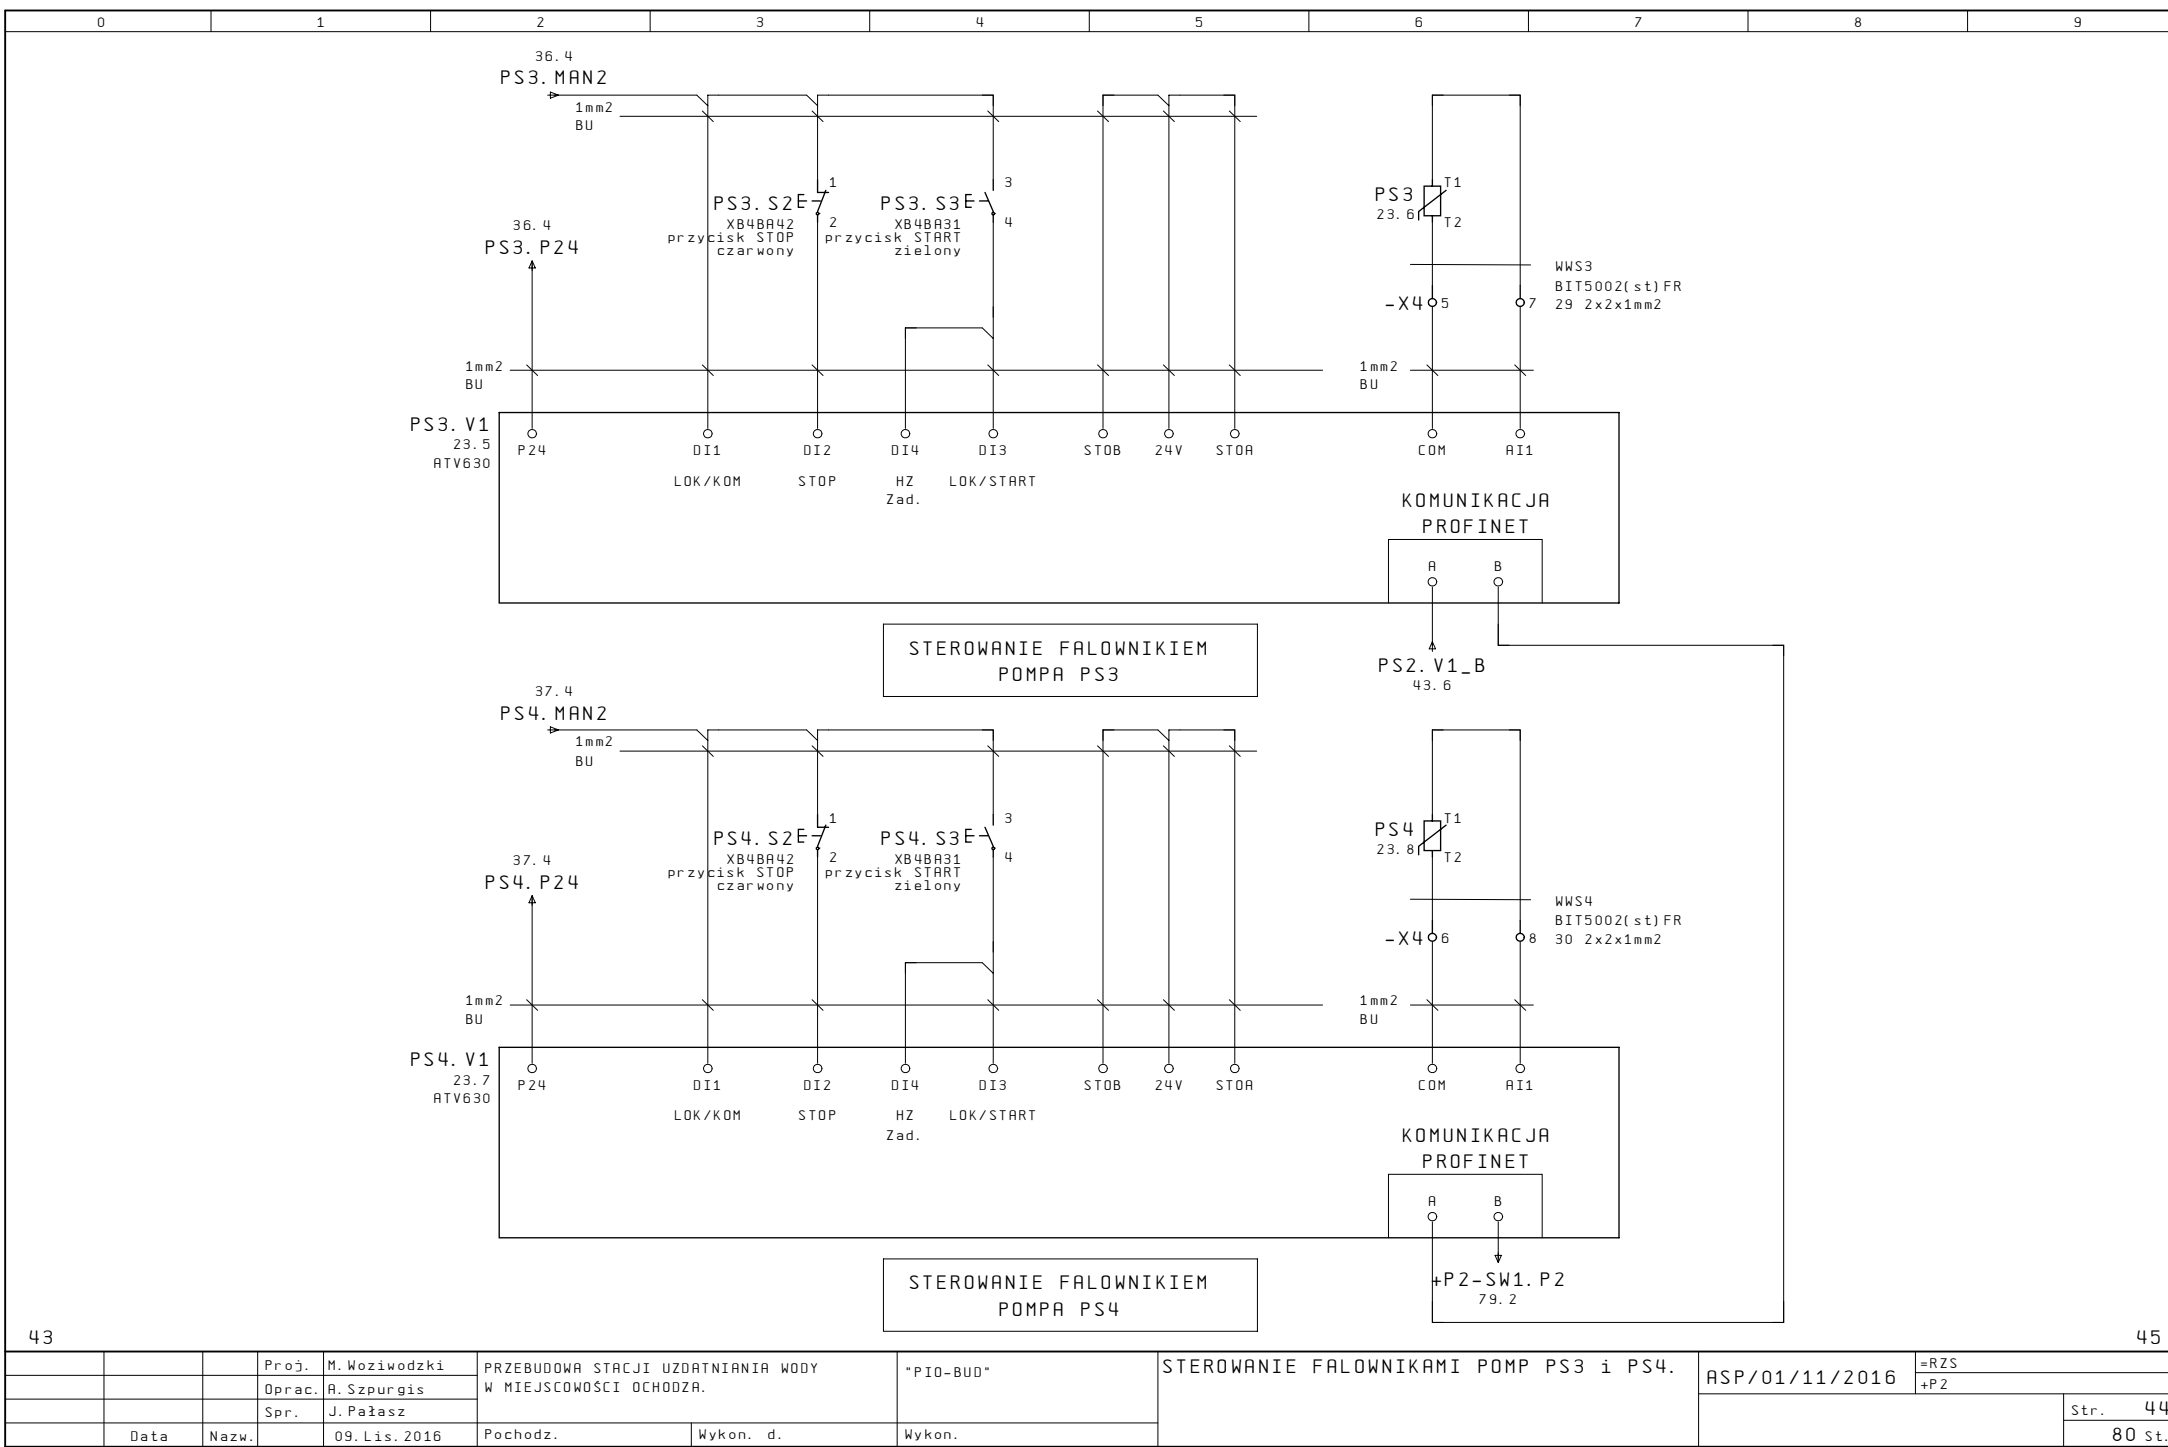 0 1 2 3 4 5 6 7 8 9
36.4
PS3.MAN2
1mm2
BU
PS3.S2
XB4BA42
przycisk STOP
czarwony
1
2
PS3.S3
XB4BA31
przycisk START
zielony
3
4
PS3
23.6
T1
T2
36.4
PS3.P24
WWS3
BIT5002(st)FR
29 2x2x1mm2
-X4 5 7
1mm2
BU
1mm2
BU
PS3.V1
23.5
ATV630
P24 DI1 DI2 DI4 DI3 STOB 24V STOA COM AI1
LOK/KOM STOP HZ LOK/START
Zad.
KOMUNIKACJA
PROFINET
A B
STEROWANIE FALOWNIKIEM
POMPA PS3
PS2.V1_B
43.6
37.4
PS4.MAN2
1mm2
BU
PS4.S2
XB4BA42
przycisk STOP
czarwony
1
2
PS4.S3
XB4BA31
przycisk START
zielony
3
4
PS4
23.8
T1
T2
37.4
PS4.P24
WWS4
BIT5002(st)FR
30 2x2x1mm2
-X4 6 8
1mm2
BU
1mm2
BU
PS4.V1
23.7
ATV630
P24 DI1 DI2 DI4 DI3 STOB 24V STOA COM AI1
LOK/KOM STOP HZ LOK/START
Zad.
KOMUNIKACJA
PROFINET
A B
STEROWANIE FALOWNIKIEM
POMPA PS4
+P2-SW1.P2
79.2
43 45
Proj. M.Woziwodzki
Oprac. A.Szpurgis
Spr. J.Pałasz
Data Nazw. 09.Lis.2016
PRZEBUDOWA STACJI UZDATNIANIA WODY
W MIEJSCOWOŚCI OCHODZA.
Pochodz. Wykon. d.
"PIO-BUD"
Wykon.
STEROWANIE FALOWNIKAMI POMP PS3 i PS4.
ASP/01/11/2016
=RZS
+P2
Str. 44
80 St.